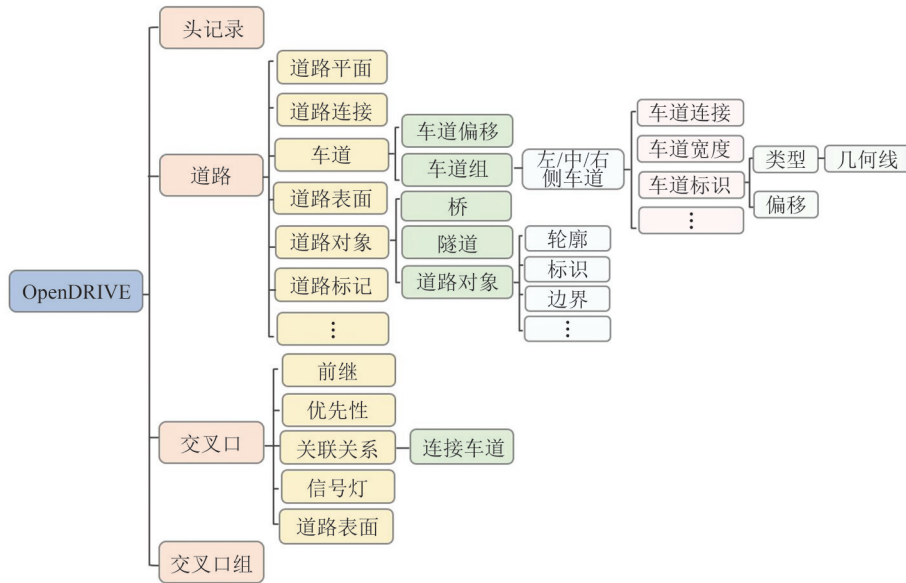 OpenDRIVE
头记录
道路
道路平面
道路连接
车道
车道偏移
车道组
左/中/右
侧车道
车道连接
车道宽度
车道标识
类型
几何线
偏移
⋮
道路表面
道路对象
桥
隧道
道路对象
轮廓
标识
边界
⋮
道路标记
⋮
交叉口
前继
优先性
关联关系
连接车道
信号灯
道路表面
交叉口组